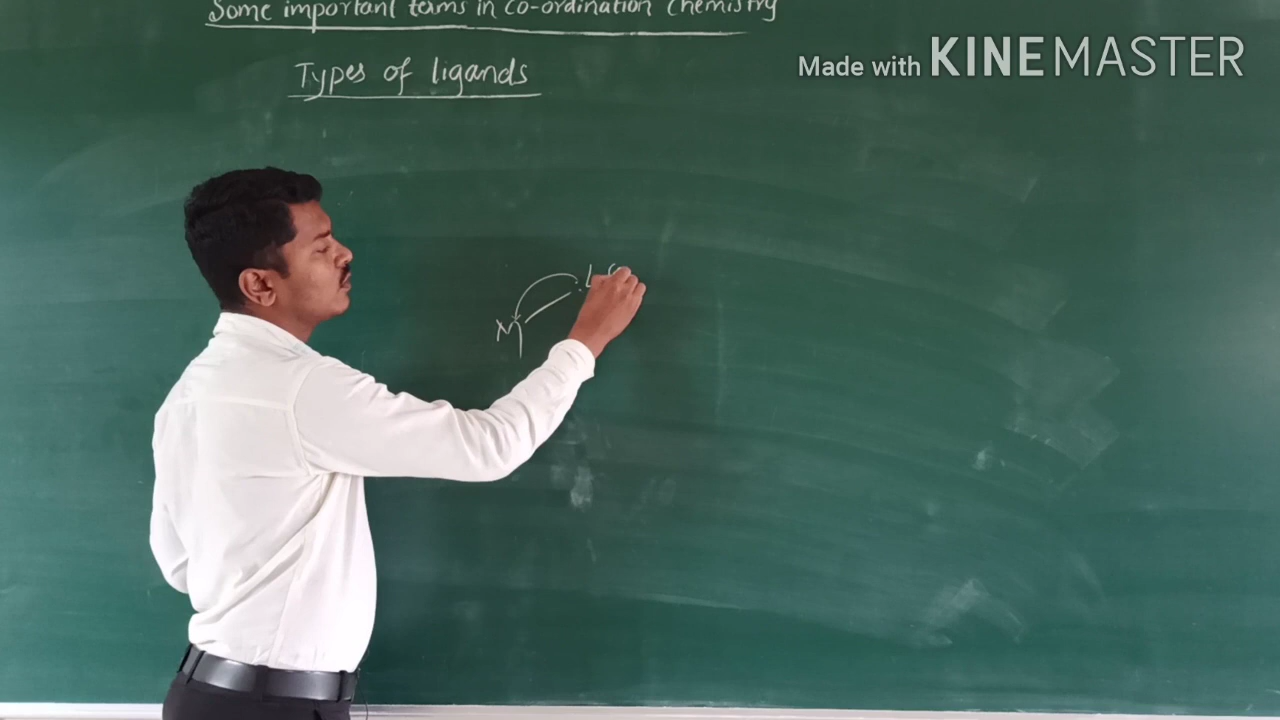 Some important terms in co-ordination chemistry
Made with KINEMASTER
Types of ligands
M
L